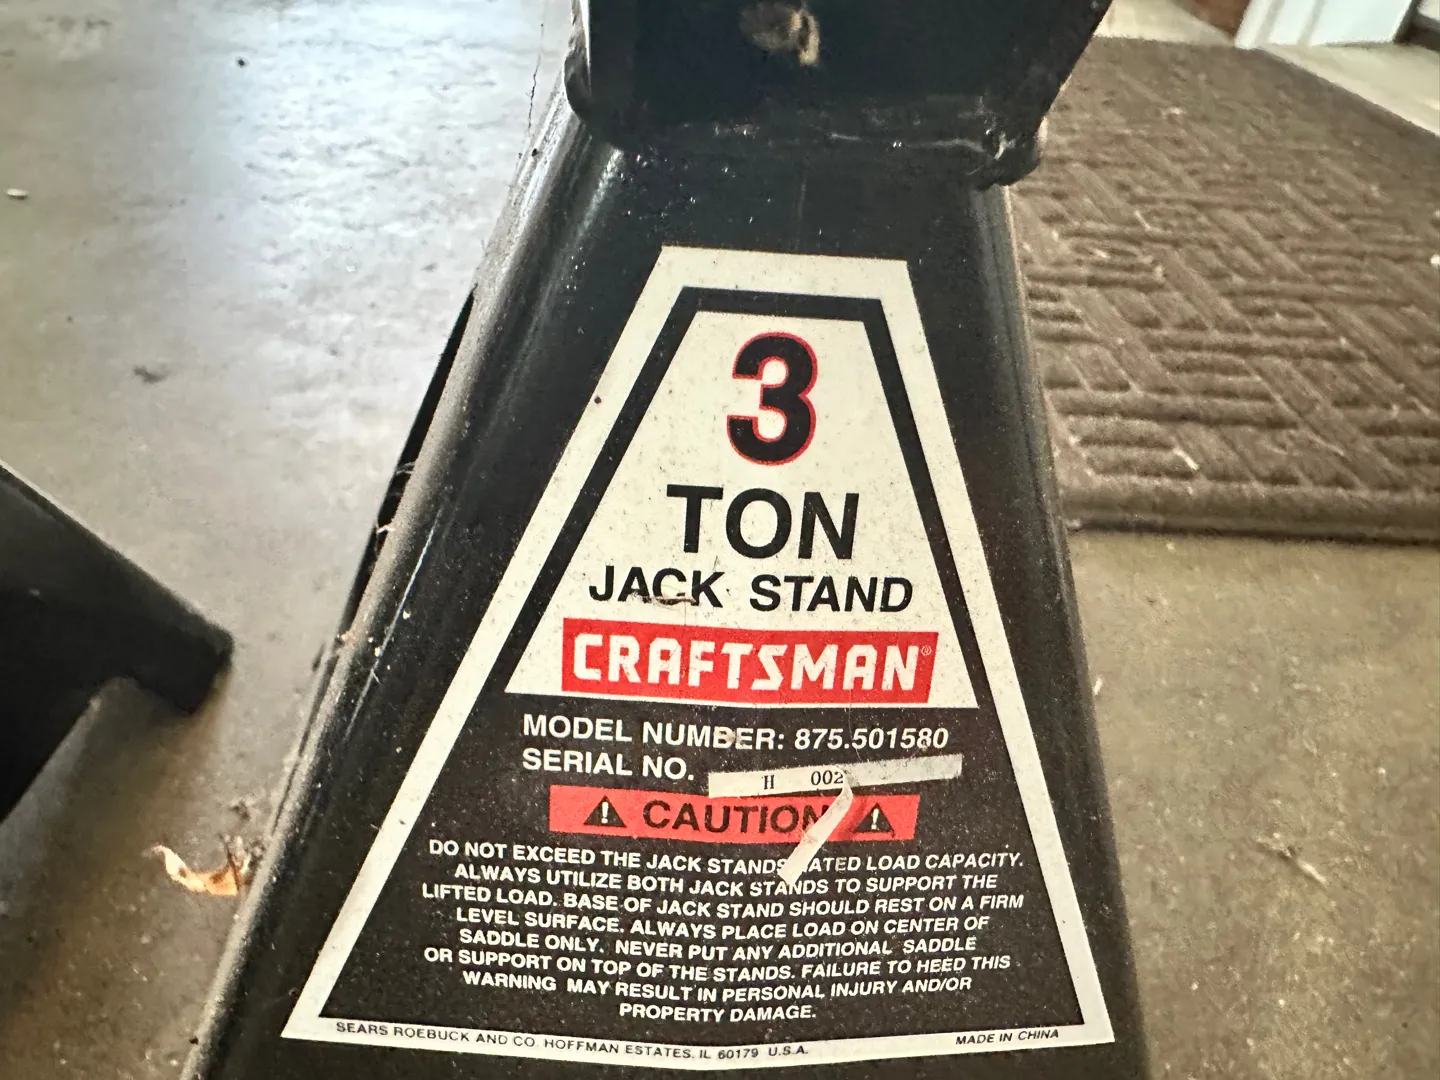 3
TON
JACK STAND
CRAFTSMAN®
MODEL NUMBER: 875.501580
SERIAL NO. H 002
CAUTION
DO NOT EXCEED THE JACK STANDS ATED LOAD CAPACITY.
ALWAYS UTILIZE BOTH JACK STANDS TO SUPPORT THE
LIFTED LOAD. BASE OF JACK STAND SHOULD REST ON A FIRM
LEVEL SURFACE. ALWAYS PLACE LOAD ON CENTER OF
SADDLE ONLY. NEVER PUT ANY ADDITIONAL SADDLE
OR SUPPORT ON TOP OF THE STANDS. FAILURE TO HEED THIS
WARNING MAY RESULT IN PERSONAL INJURY AND/OR
PROPERTY DAMAGE.
SEARS ROEBUCK AND CO. HOFFMAN ESTATES, IL 60179 U.S.A. MADE IN CHINA